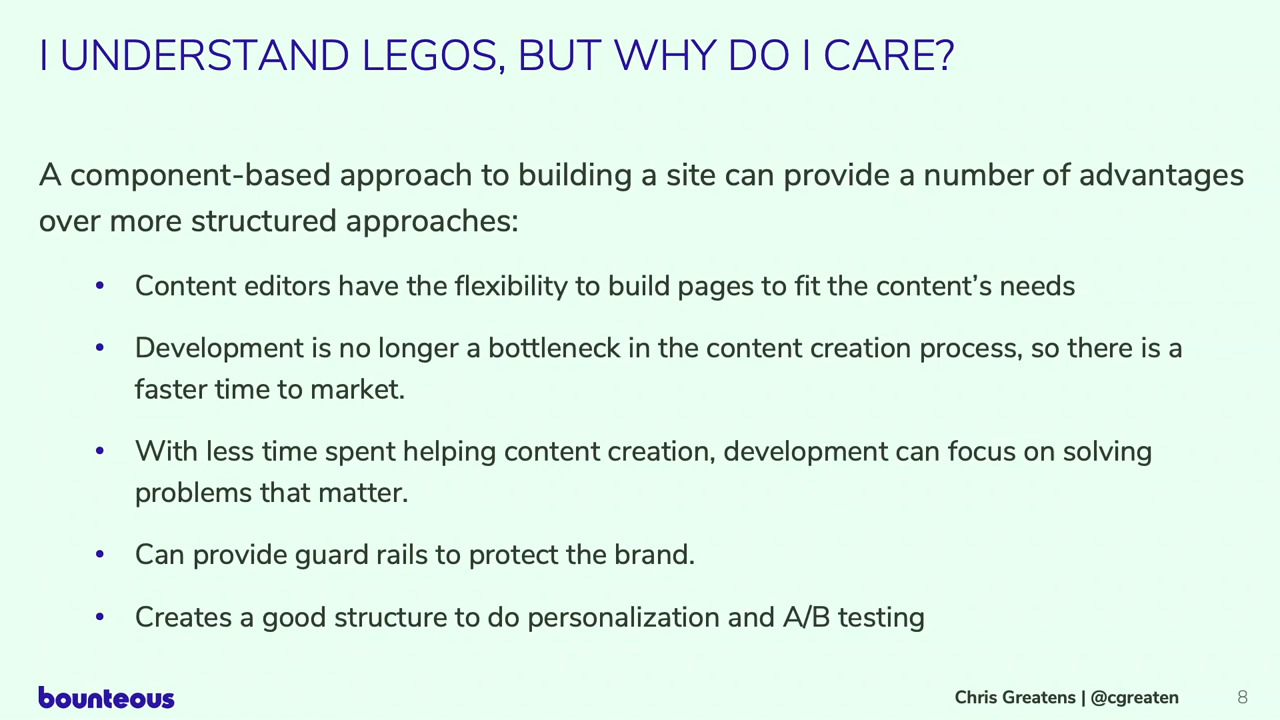 I UNDERSTAND LEGOS, BUT WHY DO I CARE?
A component-based approach to building a site can provide a number of advantages
over more structured approaches:
• Content editors have the flexibility to build pages to fit the content’s needs
• Development is no longer a bottleneck in the content creation process, so there is a
faster time to market.
• With less time spent helping content creation, development can focus on solving
problems that matter.
• Can provide guard rails to protect the brand.
• Creates a good structure to do personalization and A/B testing
bounteous
Chris Greatens | @cgreaten
8